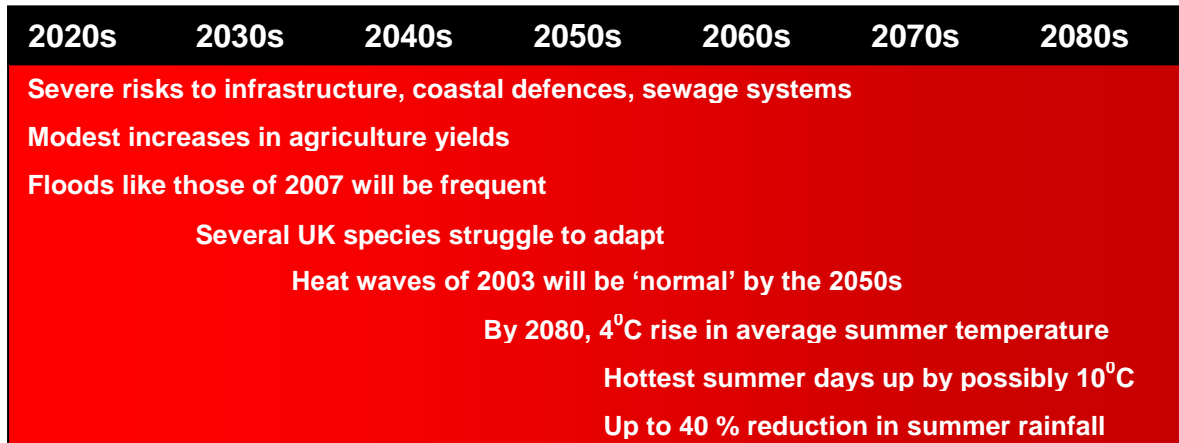 2020s 2030s 2040s 2050s 2060s 2070s 2080s
Severe risks to infrastructure, coastal defences, sewage systems
Modest increases in agriculture yields
Floods like those of 2007 will be frequent
Several UK species struggle to adapt
Heat waves of 2003 will be ‘normal’ by the 2050s
By 2080, 4⁰C rise in average summer temperature
Hottest summer days up by possibly 10⁰C
Up to 40 % reduction in summer rainfall